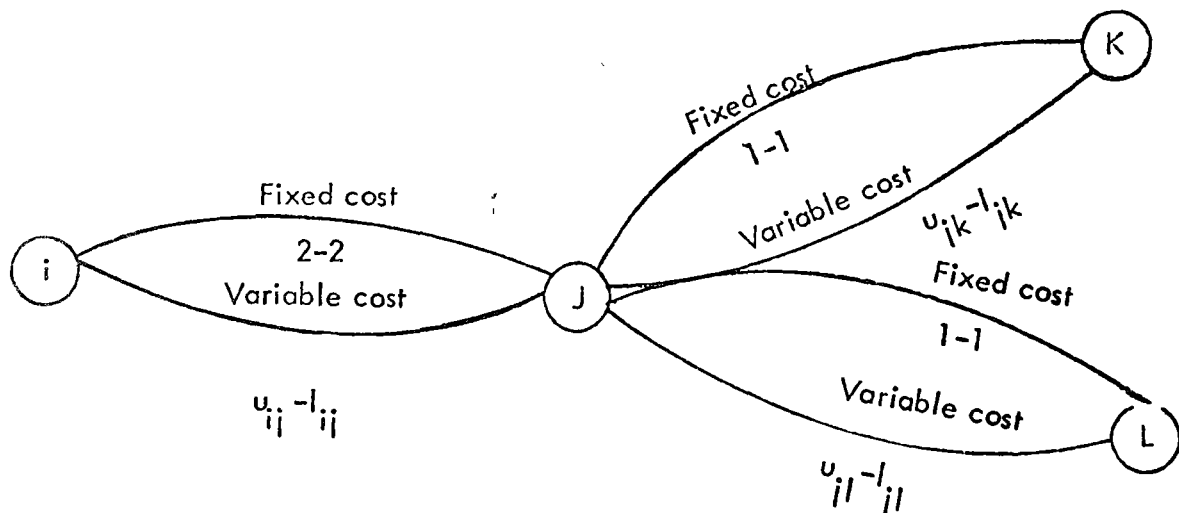 K
Fixed cost
1-1
Variable cost
u_jk -l_jk
Fixed cost
2-2
Variable cost
i
J
Fixed cost
1-1
Variable cost
u_ij -l_ij
L
u_jl -l_jl